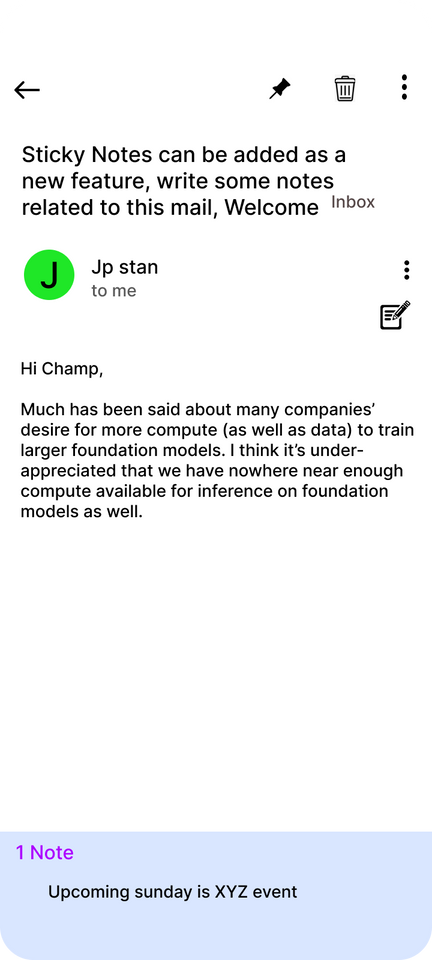 Sticky Notes can be added as a
new feature, write some notes
related to this mail, Welcome Inbox
J
Jp stan
to me
Hi Champ,
Much has been said about many companies’
desire for more compute (as well as data) to train
larger foundation models. I think it’s under-
appreciated that we have nowhere near enough
compute available for inference on foundation
models as well.
1 Note
Upcoming sunday is XYZ event